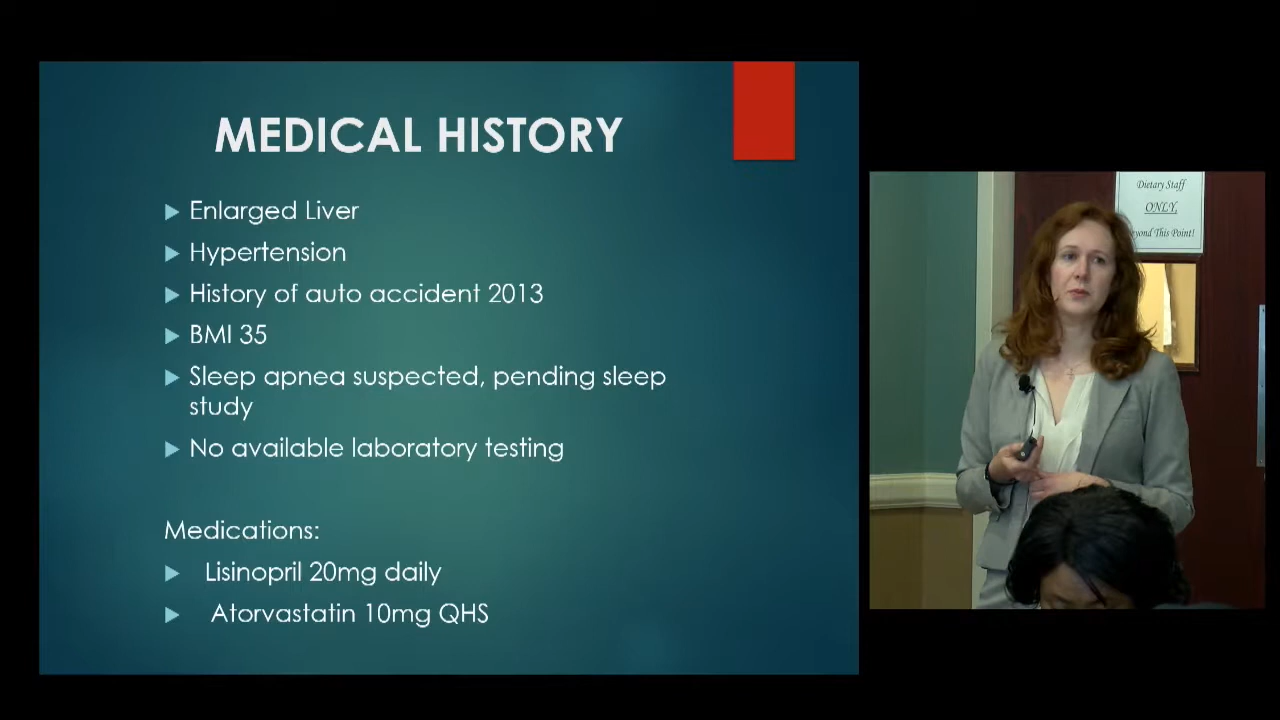 MEDICAL HISTORY
Enlarged Liver
Hypertension
History of auto accident 2013
BMI 35
Sleep apnea suspected, pending sleep
study
No available laboratory testing
Medications:
Lisinopril 20mg daily
Atorvastatin 10mg QHS
Dietary Staff
ONLY,
This Point!